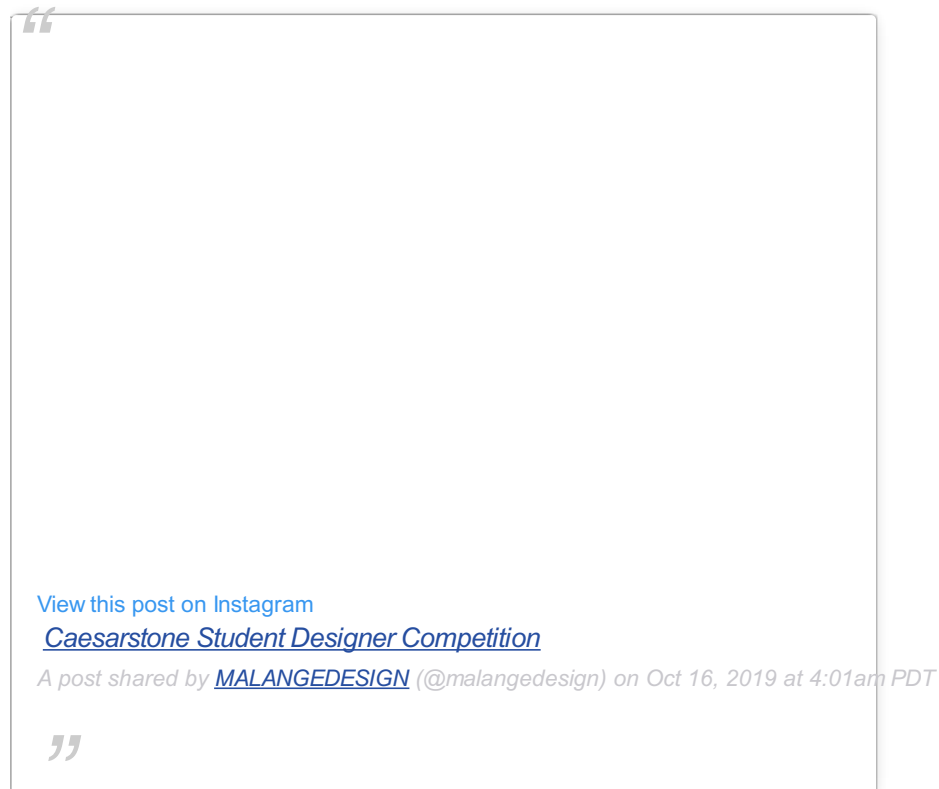 “
View this post on Instagram
Caesarstone Student Designer Competition
A post shared by MALANGEDESIGN (@malangedesign) on Oct 16, 2019 at 4:01am PDT
”